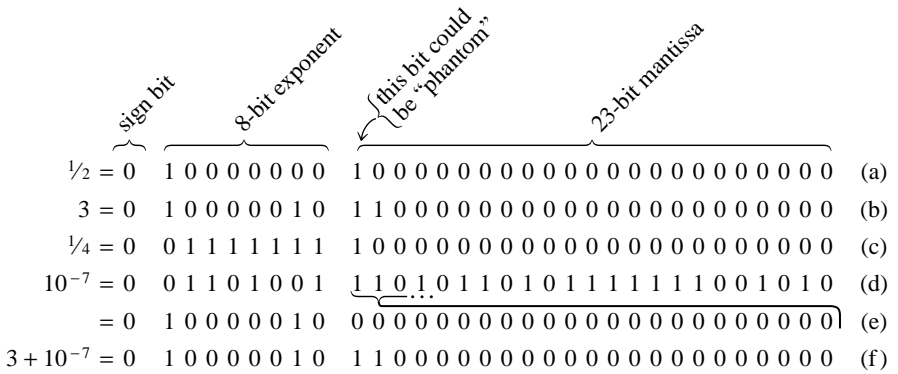 sign bit
8-bit exponent
this bit could
be “phantom”
23-bit mantissa
½ = 0 1 0 0 0 0 0 0 0 1 0 0 0 0 0 0 0 0 0 0 0 0 0 0 0 0 0 0 0 0 0 0 (a)
3 = 0 1 0 0 0 0 0 1 0 1 1 0 0 0 0 0 0 0 0 0 0 0 0 0 0 0 0 0 0 0 0 0 (b)
¼ = 0 0 1 1 1 1 1 1 1 1 0 0 0 0 0 0 0 0 0 0 0 0 0 0 0 0 0 0 0 0 0 0 (c)
10⁻⁷ = 0 0 1 1 0 1 0 0 1 1 1 0 1 0 1 1 0 1 0 1 1 1 1 1 1 1 0 0 1 0 1 0 (d)
...
= 0 1 0 0 0 0 0 1 0 0 0 0 0 0 0 0 0 0 0 0 0 0 0 0 0 0 0 0 0 0 0 0 (e)
3 + 10⁻⁷ = 0 1 0 0 0 0 0 1 0 1 1 0 0 0 0 0 0 0 0 0 0 0 0 0 0 0 0 0 0 0 0 0 (f)